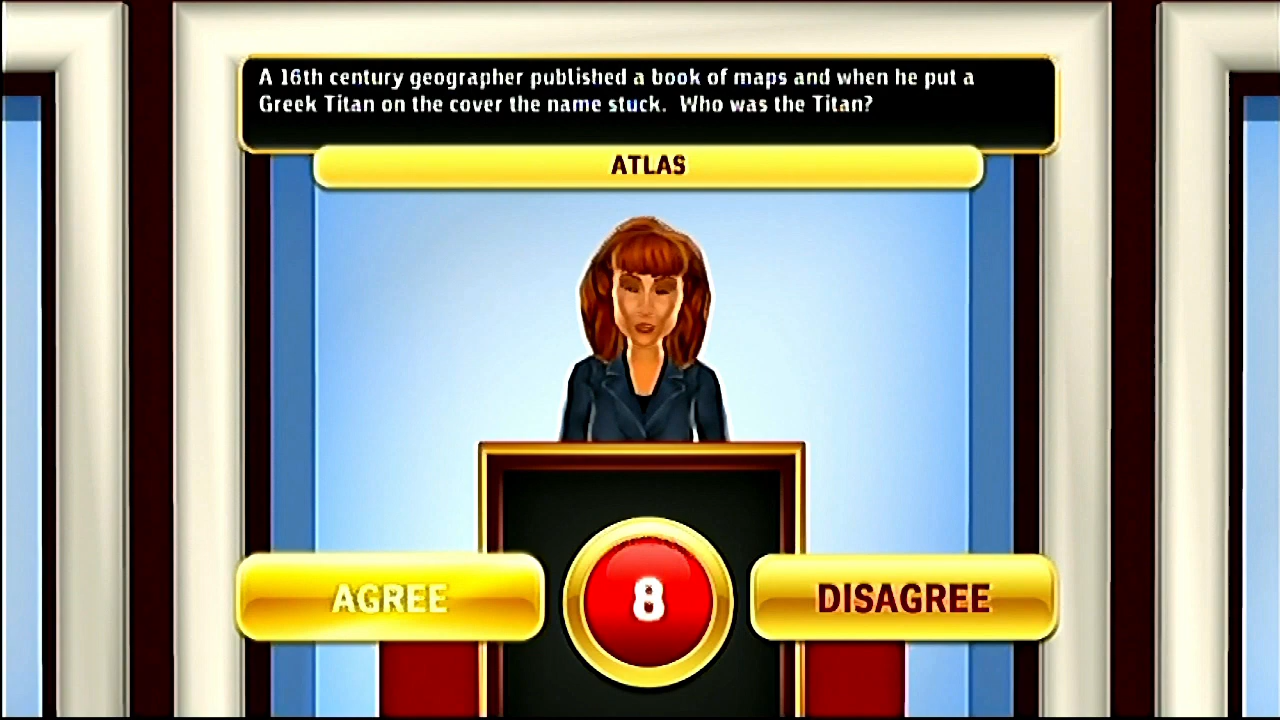 A 16th century geographer published a book of maps and when he put a
Greek Titan on the cover the name stuck.  Who was the Titan?
ATLAS
AGREE
8
DISAGREE